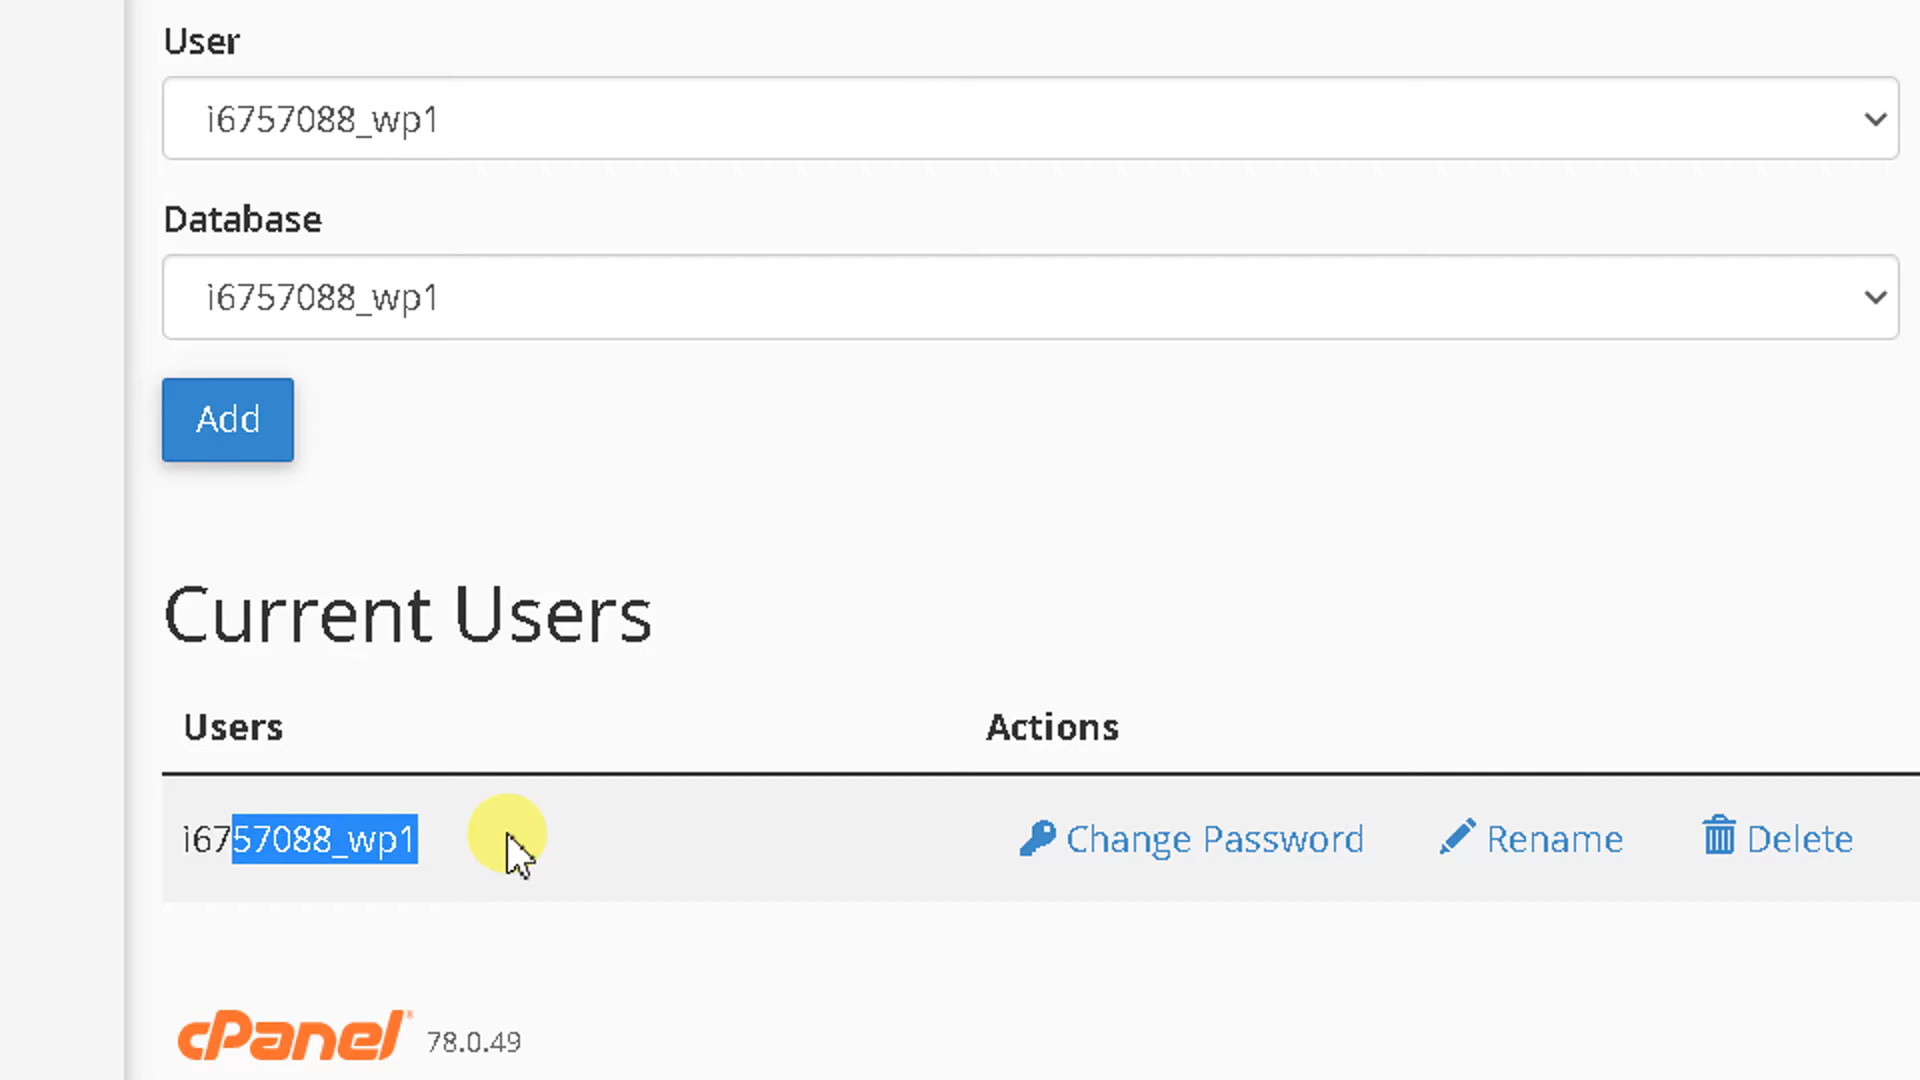 User
i6757088_wp1
Database
i6757088_wp1
Add
Current Users
Users Actions
i6757088_wp1 Change Password Rename Delete
cPanel 78.0.49